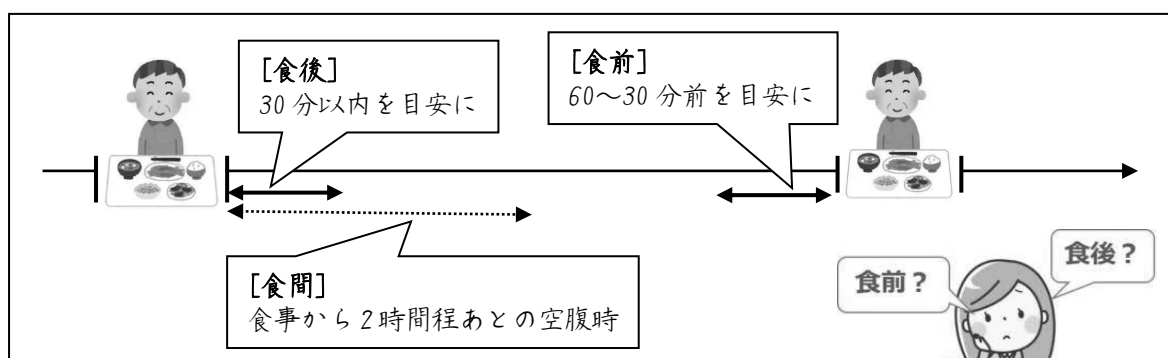 [食後]
30分以内を目安に
[食前]
60～30分前を目安に
[食間]
食事から2時間程あとの空腹時
食前？
食後？